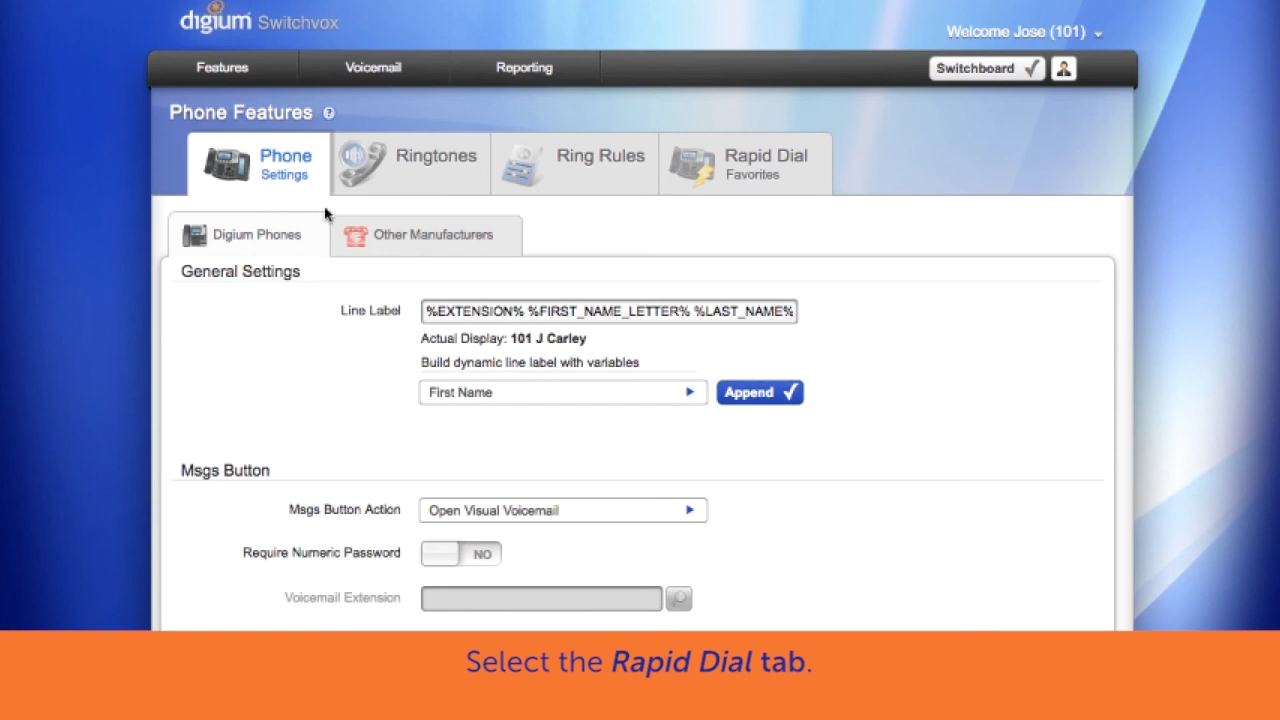 digium Switchvox
Welcome Jose (101)
Features Voicemail Reporting Switchboard
Phone Features ?
Phone Settings
Ringtones
Ring Rules
Rapid Dial Favorites
Digium Phones Other Manufacturers
General Settings
Line Label %EXTENSION% %FIRST_NAME_LETTER% %LAST_NAME%
Actual Display: 101 J Carley
Build dynamic line label with variables
First Name Append
Msgs Button
Msgs Button Action Open Visual Voicemail
Require Numeric Password NO
Voicemail Extension
Select the Rapid Dial tab.